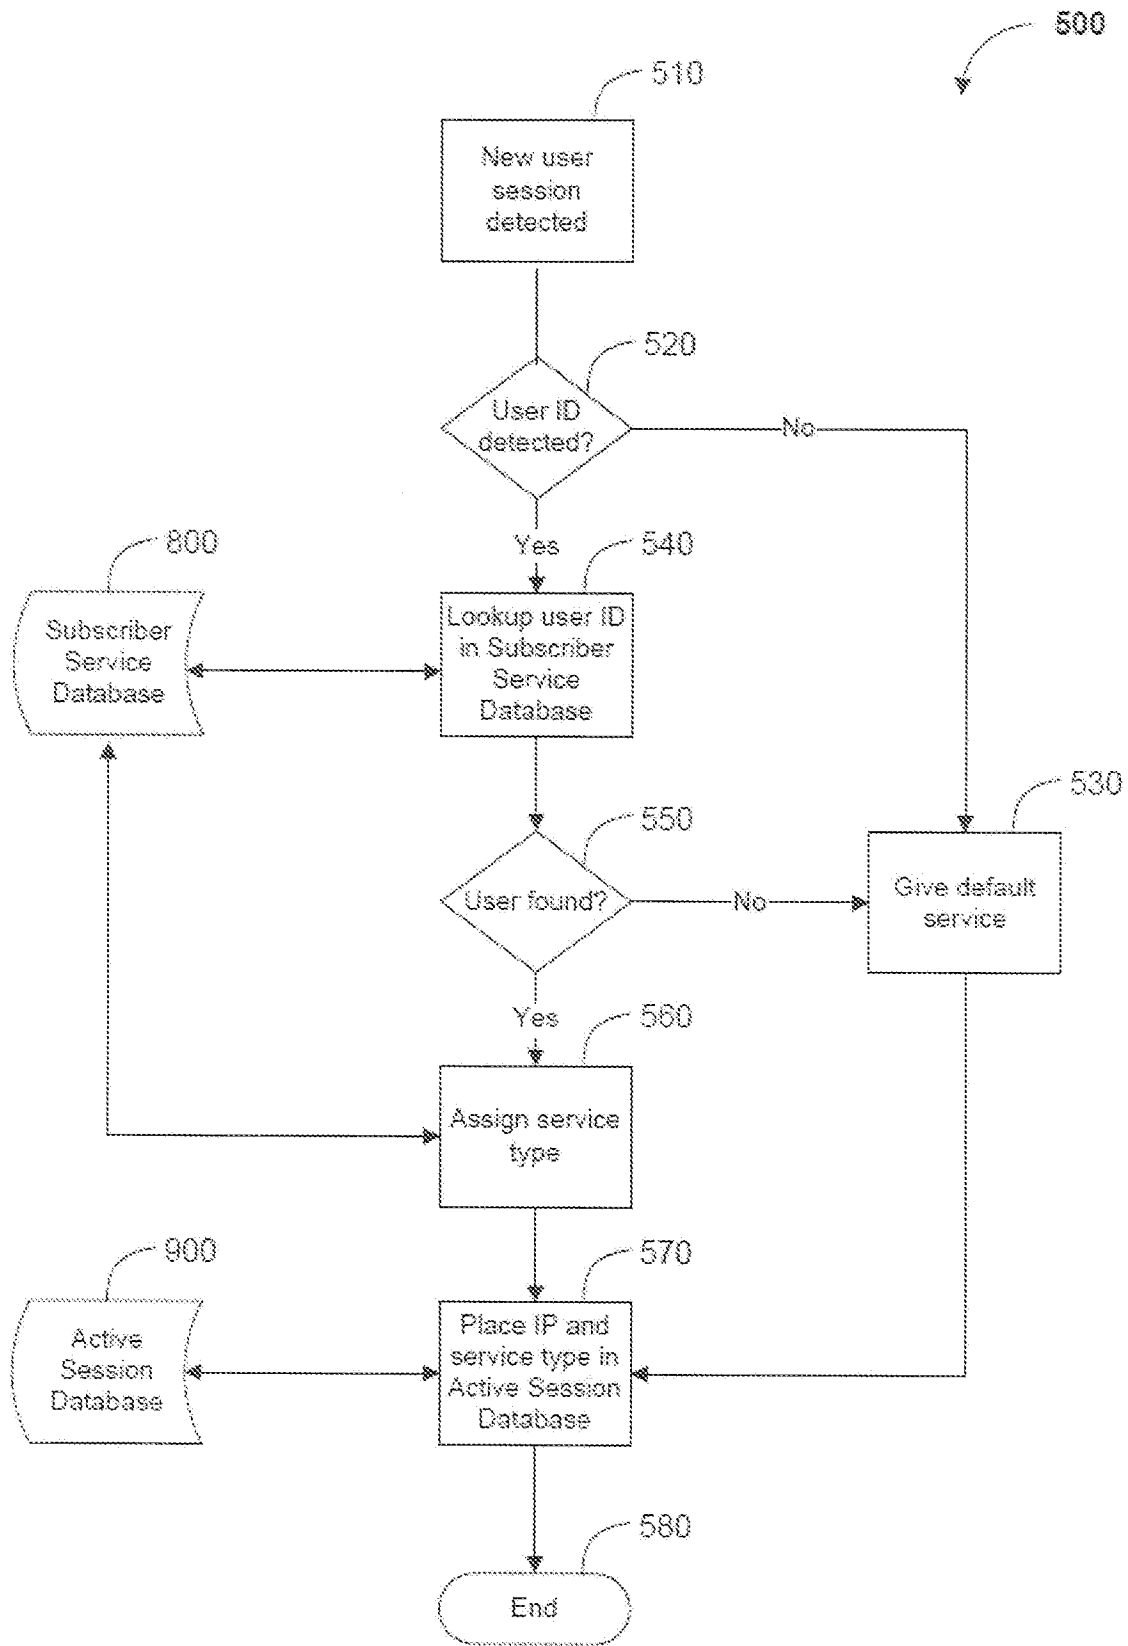 500
510
New user
session
detected
520
User ID
detected?
No
Yes
800
540
Subscriber
Service
Database
Lookup user ID
in Subscriber
Service
Database
530
550
User found?
No
Give default
service
Yes
560
Assign service
type
900
570
Active
Session
Database
Place IP and
service type in
Active Session
Database
580
End